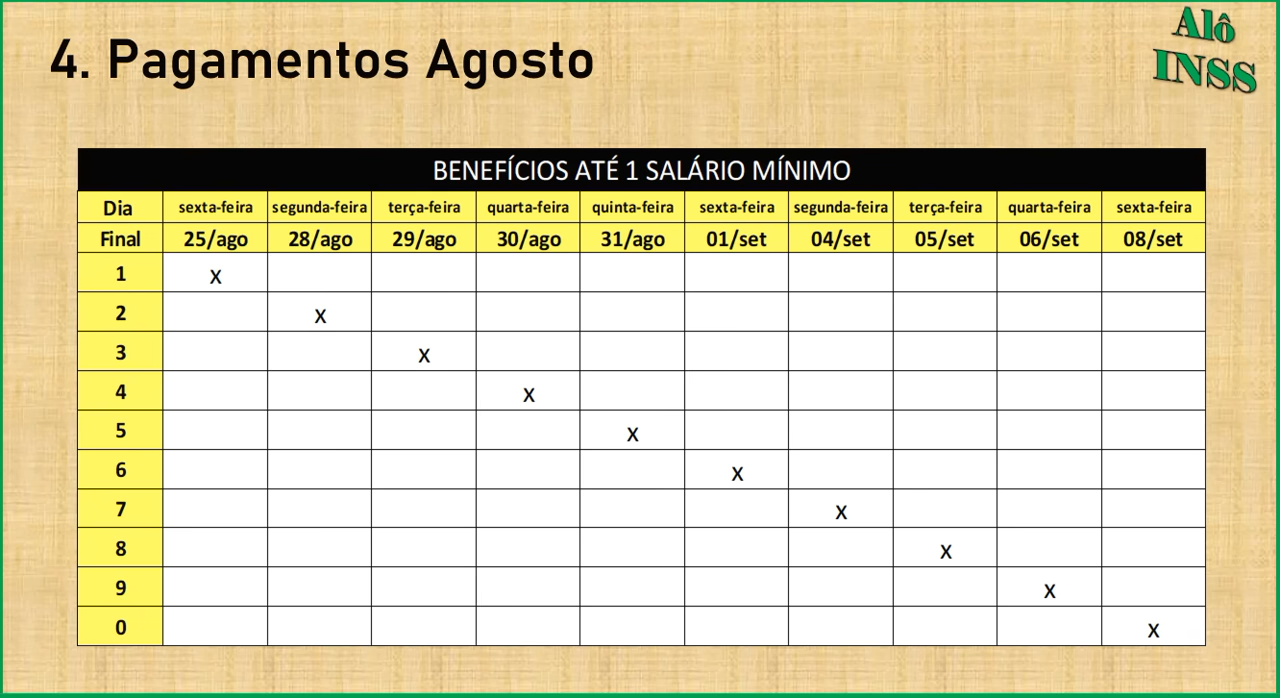 4. Pagamentos Agosto
Alô
INSS
BENEFÍCIOS ATÉ 1 SALÁRIO MÍNIMO
Dia sexta-feira segunda-feira terça-feira quarta-feira quinta-feira sexta-feira segunda-feira terça-feira quarta-feira sexta-feira
Final 25/ago 28/ago 29/ago 30/ago 31/ago 01/set 04/set 05/set 06/set 08/set
1 x
2 x
3 x
4 x
5 x
6 x
7 x
8 x
9 x
0 x